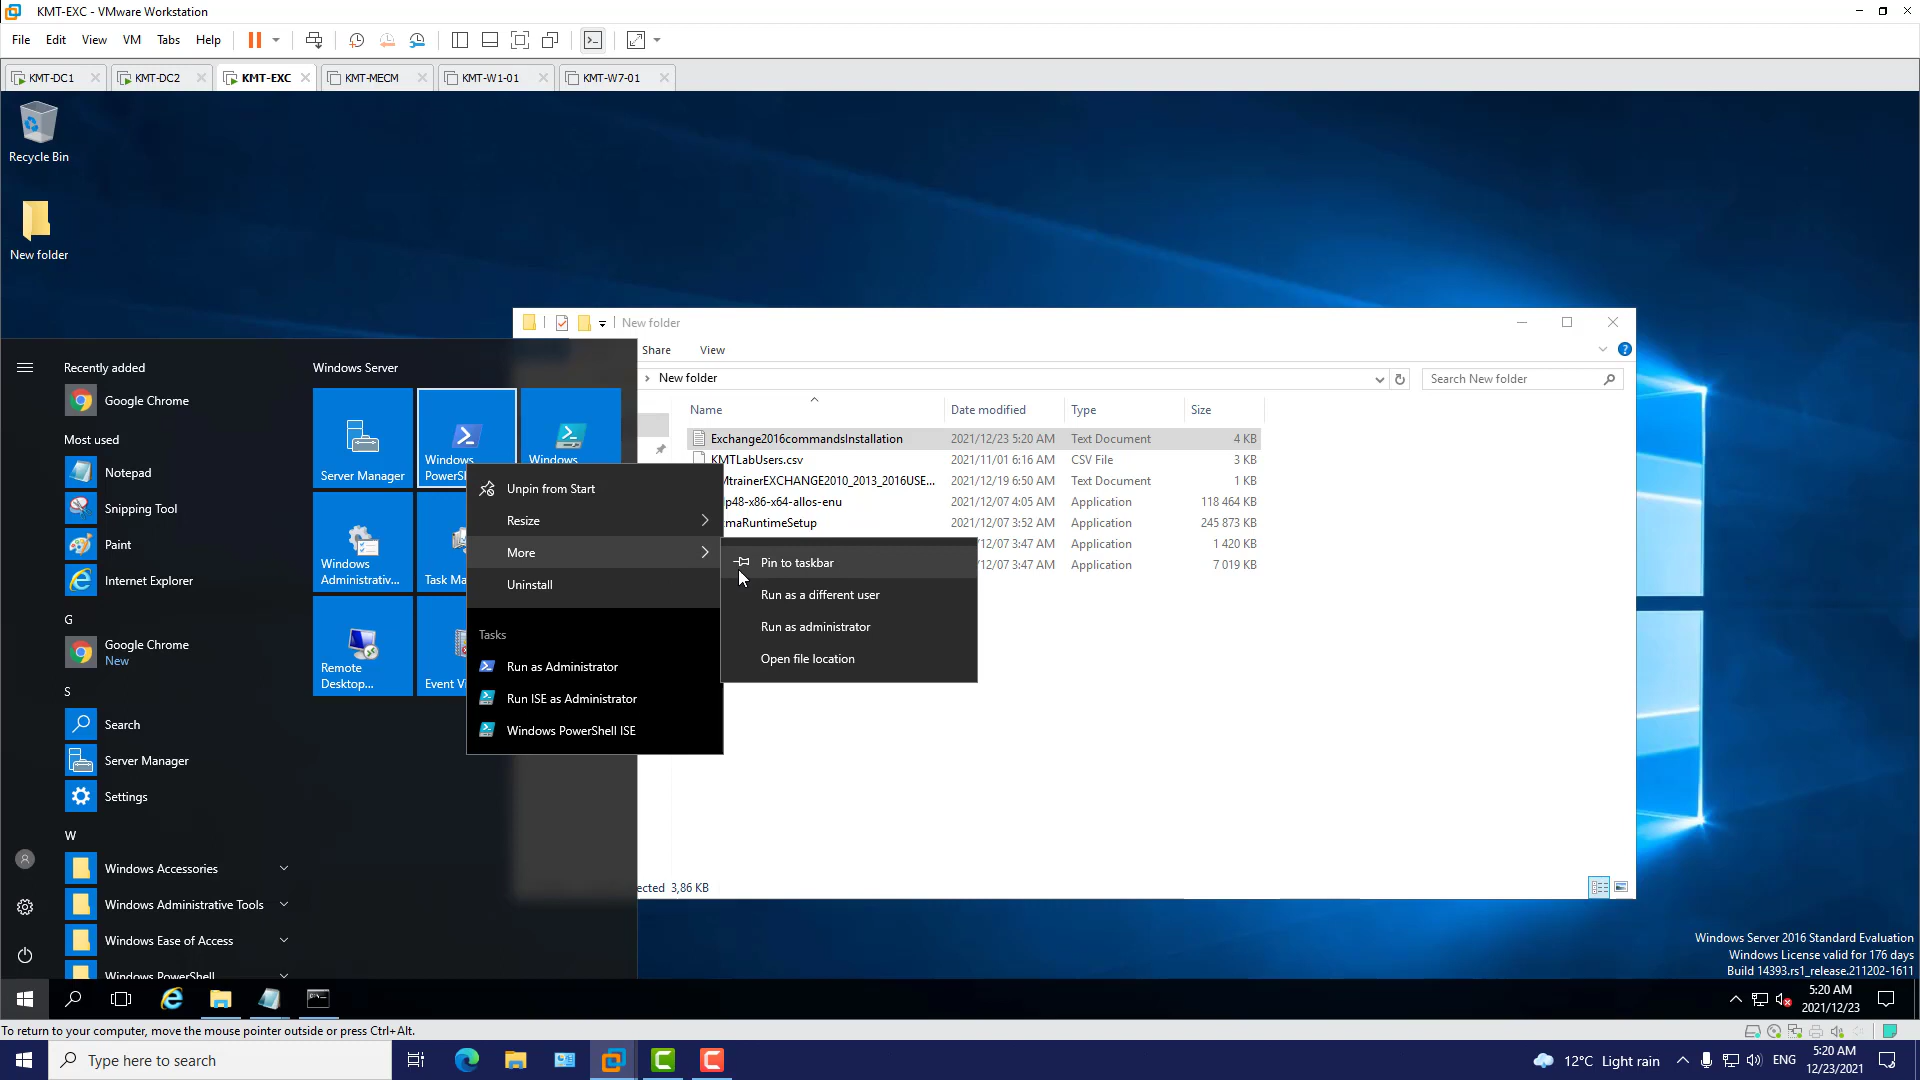 KMT-EXC - VMware Workstation
File Edit View VM Tabs Help
KMT-DC1 KMT-DC2 KMT-EXC KMT-MECM KMT-W1-01 KMT-W7-01
Recycle Bin
New folder
New folder
Share View
New folder
Search New folder
Name Date modified Type Size
Exchange2016commandsInstallation 2021/12/23 5:20 AM Text Document 4 KB
KMTLabUsers.csv 2021/11/01 6:16 AM CSV File 3 KB
MtrainerEXCHANGE2010_2013_2016USE... 2021/12/19 6:50 AM Text Document 1 KB
p48-x86-x64-allos-enu 2021/12/07 4:05 AM Application 118 464 KB
maRuntimeSetup 2021/12/07 3:52 AM Application 245 873 KB
/12/07 3:47 AM Application 1 420 KB
/12/07 3:47 AM Application 7 019 KB
ected 3,86 KB
Recently added
Google Chrome
Most used
Notepad
Snipping Tool
Paint
Internet Explorer
G
Google Chrome
New
S
Search
Server Manager
Settings
W
Windows Accessories
Windows Administrative Tools
Windows Ease of Access
Windows PowerShell
Windows Server
Server Manager
Windows
PowerSh
Windows
Windows
Administrativ...
Task Ma
Remote
Desktop...
Event Vi
Unpin from Start
Resize
More
Uninstall
Tasks
Run as Administrator
Run ISE as Administrator
Windows PowerShell ISE
Pin to taskbar
Run as a different user
Run as administrator
Open file location
Windows Server 2016 Standard Evaluation
Windows License valid for 176 days
Build 14393.rs1_release.211202-1611
5:20 AM
2021/12/23
To return to your computer, move the mouse pointer outside or press Ctrl+Alt.
Type here to search
12°C Light rain
ENG
5:20 AM
12/23/2021